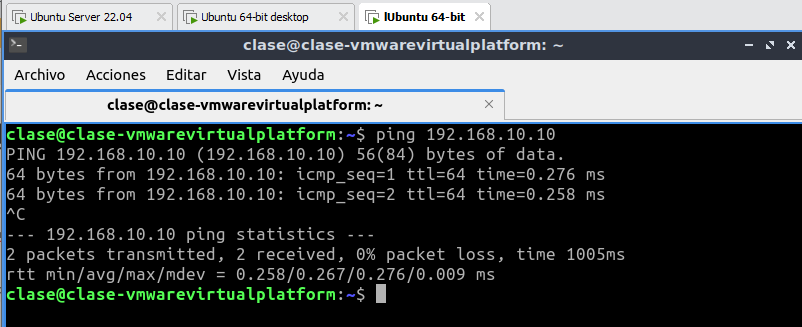 Ubuntu Server 22.04 × Ubuntu 64-bit desktop × lUbuntu 64-bit ×
clase@clase-vmwarevirtualplatform: ~
Archivo Acciones Editar Vista Ayuda
clase@clase-vmwarevirtualplatform: ~ ×
clase@clase-vmwarevirtualplatform:~$ ping 192.168.10.10
PING 192.168.10.10 (192.168.10.10) 56(84) bytes of data.
64 bytes from 192.168.10.10: icmp_seq=1 ttl=64 time=0.276 ms
64 bytes from 192.168.10.10: icmp_seq=2 ttl=64 time=0.258 ms
^C
--- 192.168.10.10 ping statistics ---
2 packets transmitted, 2 received, 0% packet loss, time 1005ms
rtt min/avg/max/mdev = 0.258/0.267/0.276/0.009 ms
clase@clase-vmwarevirtualplatform:~$